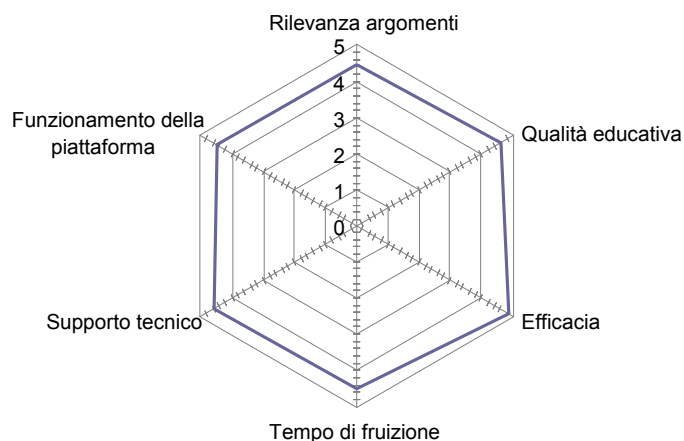 Rilevanza argomenti
5
4
3
2
1
0
Funzionamento della
piattaforma
Qualità educativa
Supporto tecnico
Efficacia
Tempo di fruizione